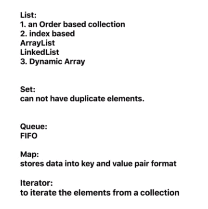 List:
1. an Order based collection
2. index based
ArrayList
LinkedList
3. Dynamic Array
Set:
can not have duplicate elements.
Queue:
FIFO
Map:
stores data into key and value pair format
Iterator:
to iterate the elements from a collection